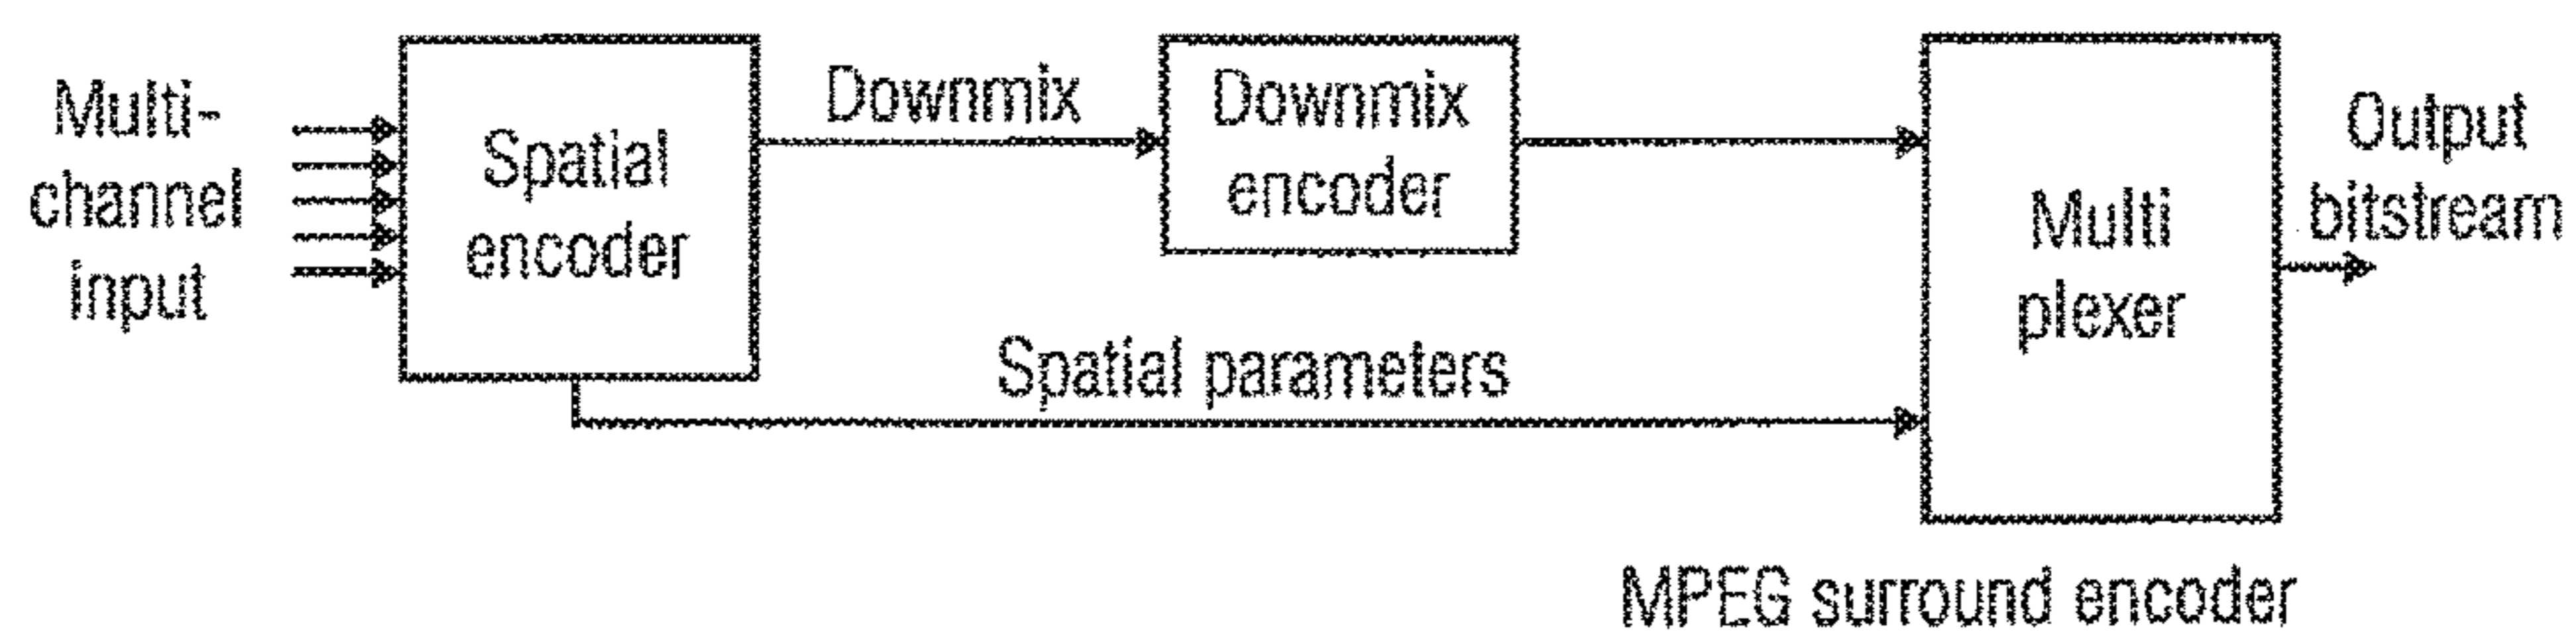 Multi-
channel
input
Spatial
encoder
Downmix
Downmix
encoder
Spatial parameters
Multi
plexer
Output
bitstream
MPEG surround encoder